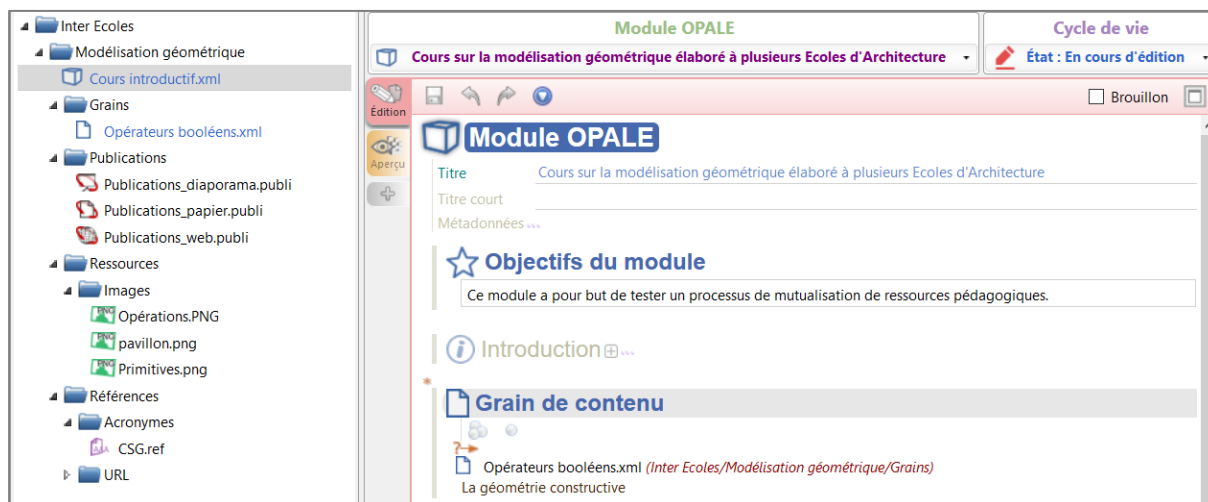 Inter Ecoles
Modélisation géométrique
Cours introductif.xml
Grains
Opérateurs booléens.xml
Publications
Publications_diaporama.publi
Publications_papier.publi
Publications_web.publi
Ressources
Images
Opérations.PNG
pavillon.png
Primitives.png
Références
Acronymes
CSG.ref
URL
Module OPALE
Cours sur la modélisation géométrique élaboré à plusieurs Ecoles d'Architecture
Cycle de vie
État : En cours d'édition
Édition
Brouillon
Aperçu
Module OPALE
Titre Cours sur la modélisation géométrique élaboré à plusieurs Ecoles d'Architecture
Titre court
Métadonnées
Objectifs du module
Ce module a pour but de tester un processus de mutualisation de ressources pédagogiques.
Introduction
Grain de contenu
Opérateurs booléens.xml (Inter Ecoles/Modélisation géométrique/Grains)
La géométrie constructive